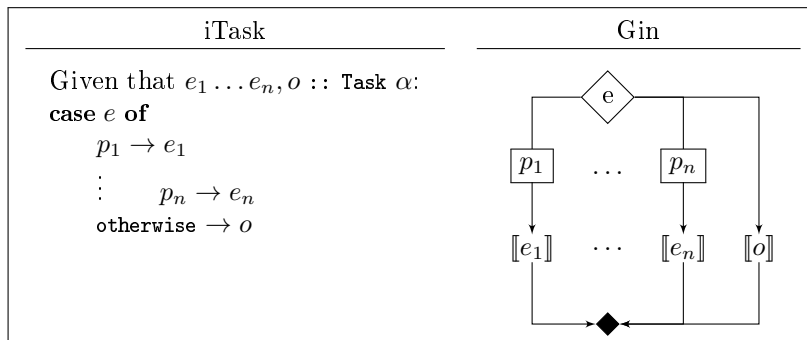 iTask
Given that e₁ … eₙ, o :: Task α:
case e of
p₁ → e₁
⋮ pₙ → eₙ
otherwise → o
Gin
e
p₁ … pₙ
⟦e₁⟧ … ⟦eₙ⟧ ⟦o⟧